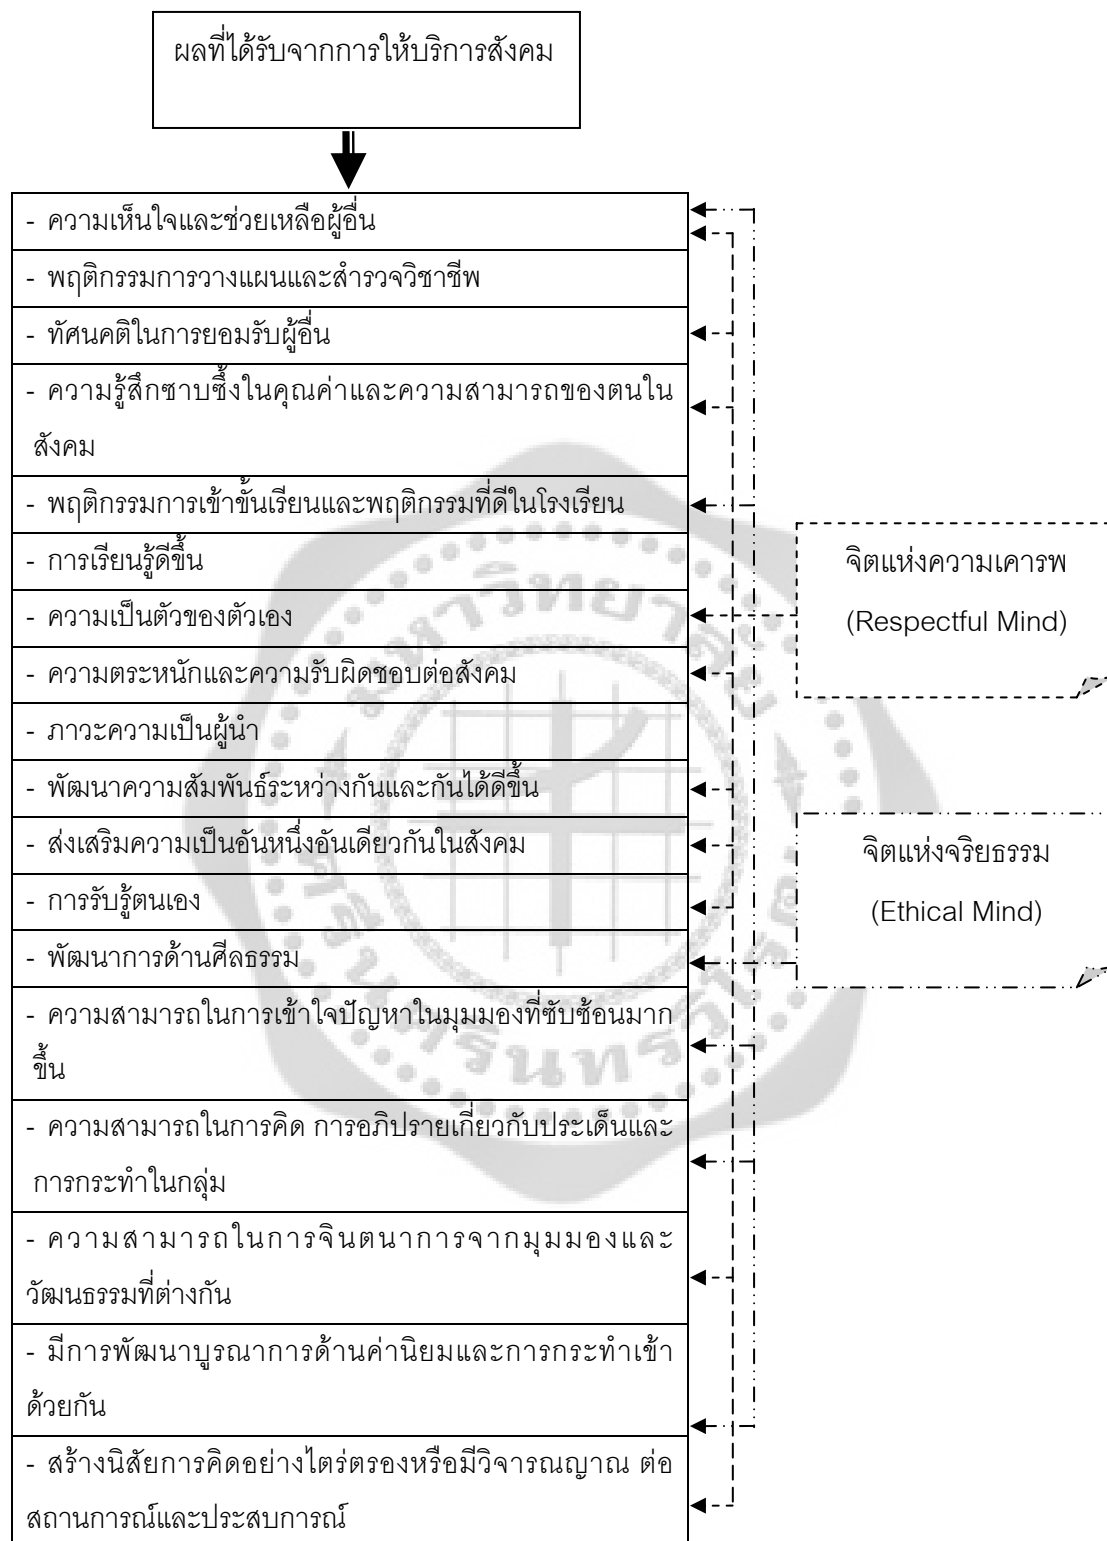 ผลที่ได้รับจากการให้บริการสังคม
- ความเห็นใจและช่วยเหลือผู้อื่น
- พฤติกรรมการวางแผนและสำรวจวิชาชีพ
- ทัศนคติในการยอมรับผู้อื่น
- ความรู้สึกซาบซึ้งในคุณค่าและความสามารถของตนใน
สังคม
- พฤติกรรมการเข้าชั้นเรียนและพฤติกรรมที่ดีในโรงเรียน
- การเรียนรู้ดีขึ้น
- ความเป็นตัวของตัวเอง
- ความตระหนักและความรับผิดชอบต่อสังคม
- ภาวะความเป็นผู้นำ
- พัฒนาความสัมพันธ์ระหว่างกันและกันได้ดีขึ้น
- ส่งเสริมความเป็นอันหนึ่งอันเดียวกันในสังคม
- การรับรู้ตนเอง
- พัฒนาการด้านศีลธรรม
- ความสามารถในการเข้าใจปัญหาในมุมมองที่ซับซ้อนมาก
ขึ้น
- ความสามารถในการคิด การอภิปรายเกี่ยวกับประเด็นและ
การกระทำในกลุ่ม
- ความสามารถในการจินตนาการจากมุมมองและ
วัฒนธรรมที่ต่างกัน
- มีการพัฒนาบูรณาการด้านค่านิยมและการกระทำเข้า
ด้วยกัน
- สร้างนิสัยการคิดอย่างไตร่ตรองหรือมีวิจารณญาณ ต่อ
สถานการณ์และประสบการณ์
จิตแห่งความเคารพ
(Respectful Mind)
จิตแห่งจริยธรรม
(Ethical Mind)
มหาวิทยาลัย
ศรีนครินทรวิโรฒ